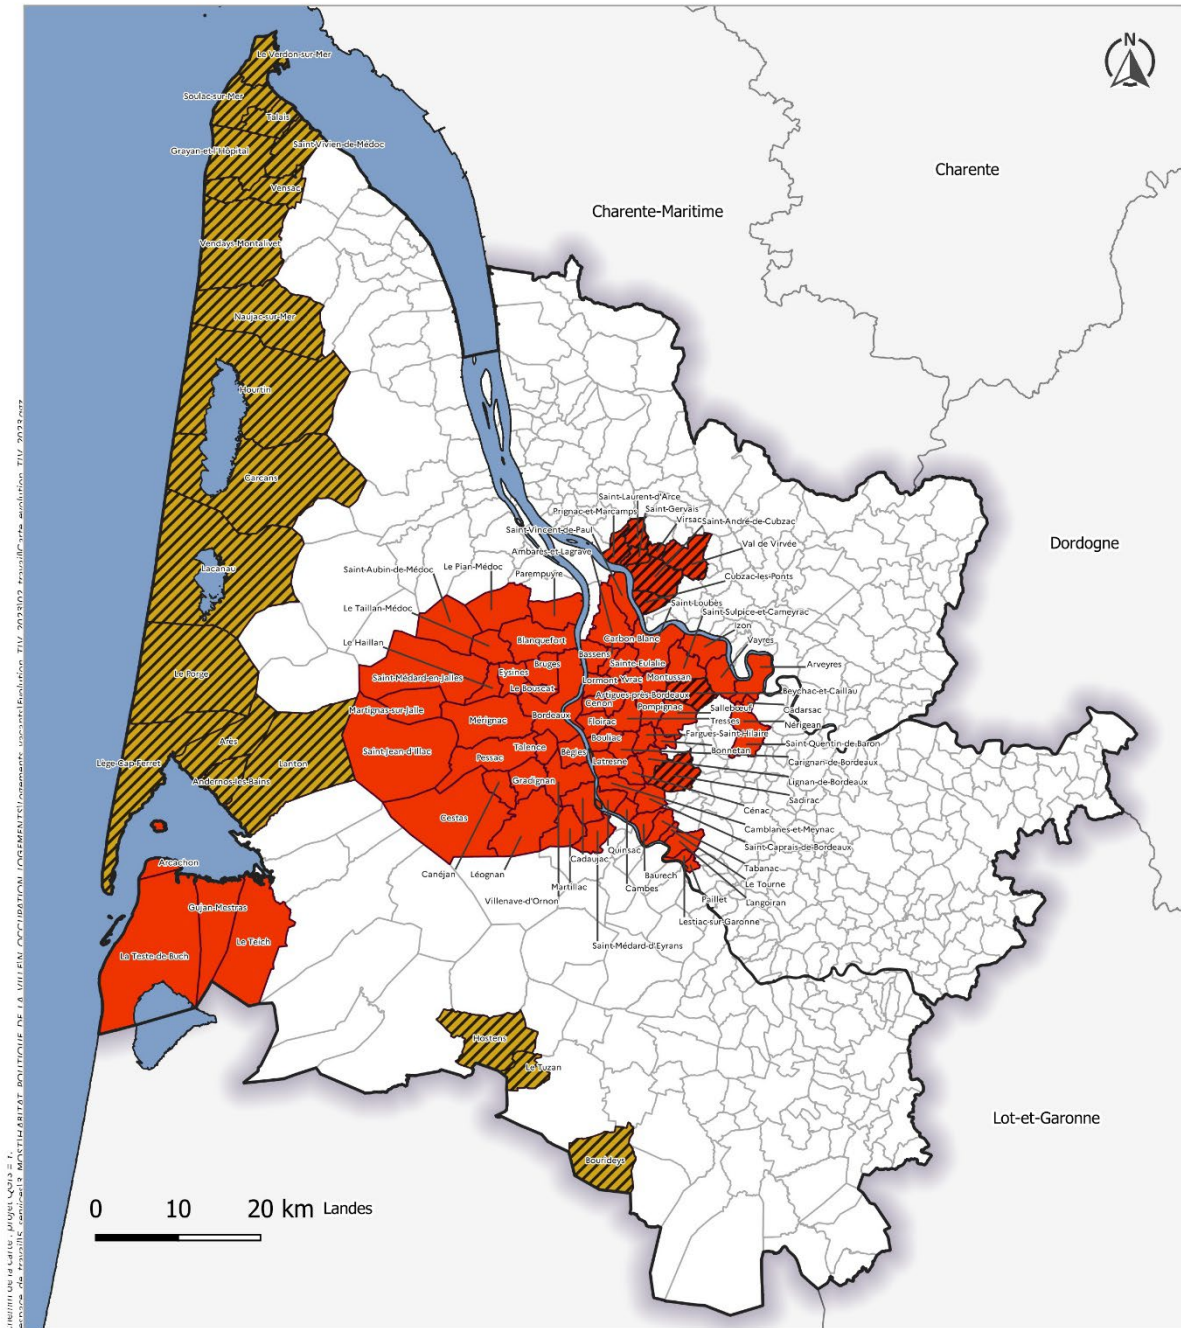 N
Le Verdon-sur-Mer
Soulac-sur-Mer
Talais
Grayan-et-l'Hôpital
Saint-Vivien-de-Médoc
Vensac
Vendays-Montalivet
Naujac-sur-Mer
Hourtin
Carcans
Lacanau
Le Porge
Arès
Lège-Cap-Ferret
Andernos-les-Bains
Lanton
Charente
Charente-Maritime
Dordogne
Lot-et-Garonne
Landes
Saint-Laurent-d'Arce
Prignac-et-Marcamps
Saint-Gervais
Virsac
Saint-André-de-Cubzac
Saint-Vincent-de-Paul
Ambarès-et-Lagrave
Val de Virvée
Cubzac-les-Ponts
Saint-Aubin-de-Médoc
Le Pian-Médoc
Parempuyre
Saint-Loubès
Saint-Sulpice-et-Cameyrac
Izon
Vayres
Le Taillan-Médoc
Le Haillan
Blanquefort
Carbon-Blanc
Bassens
Sainte-Eulalie
Arveyres
Saint-Médard-en-Jalles
Eysines
Bruges
Le Bouscat
Lormont
Yvrac
Montussan
Artigues-près-Bordeaux
Beychac-et-Caillau
Martignas-sur-Jalle
Mérignac
Bordeaux
Cenon
Pompignac
Sallebœuf
Cadarsac
Floirac
Tresses
Nérigean
Saint-Jean-d'Illac
Pessac
Talence
Bègles
Bouliac
Fargues-Saint-Hilaire
Saint-Quentin-de-Baron
Bonnetan
Carignan-de-Bordeaux
Latresne
Gradignan
Lignan-de-Bordeaux
Sadirac
Cénac
Cestas
Camblanes-et-Meynac
Saint-Caprais-de-Bordeaux
Quinsac
Cadaujac
Canéjan
Léognan
Martillac
Cambes
Baurech
Tabanac
Le Tourne
Langoiran
Villenave-d'Ornon
Paillet
Lestiac-sur-Garonne
Saint-Médard-d'Eyrans
Arcachon
Gujan-Mestras
Le Teich
La Teste-de-Buch
Hostens
Le Tuzan
Bourideys
0 10 20 km